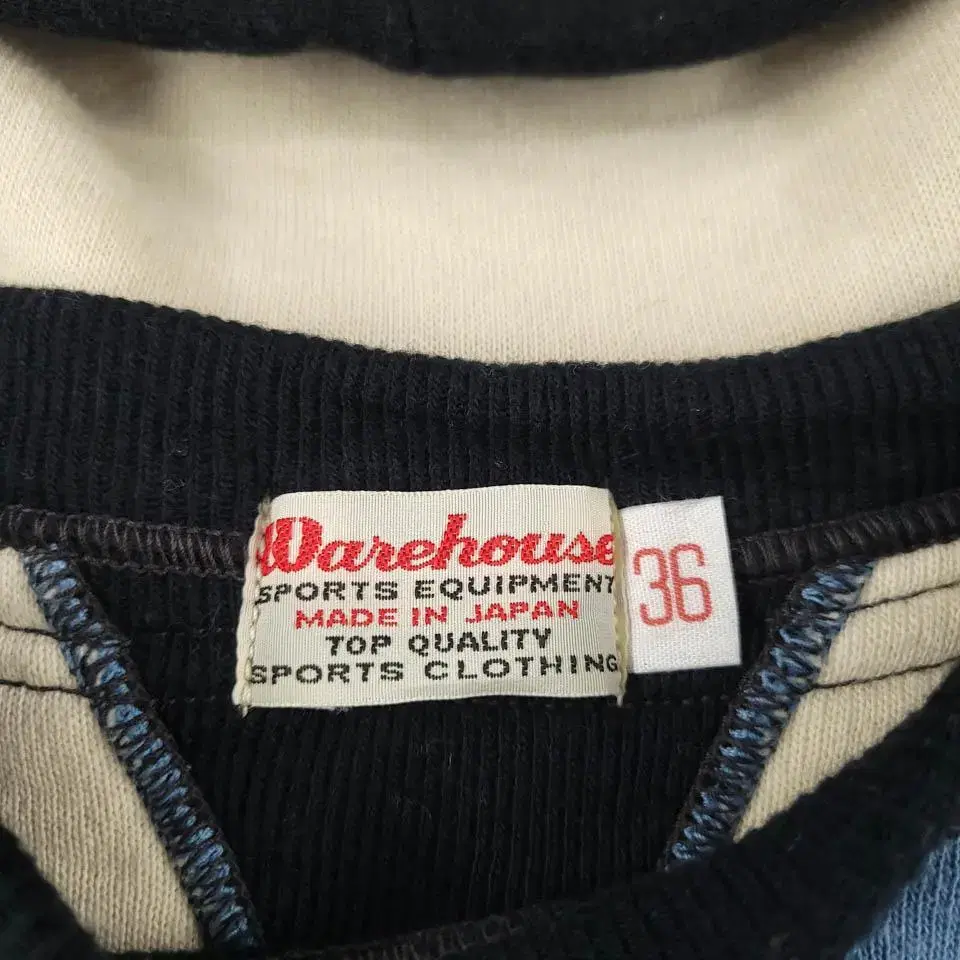 Warehouse
SPORTS EQUIPMENT
MADE IN JAPAN
TOP QUALITY
SPORTS CLOTHING
36